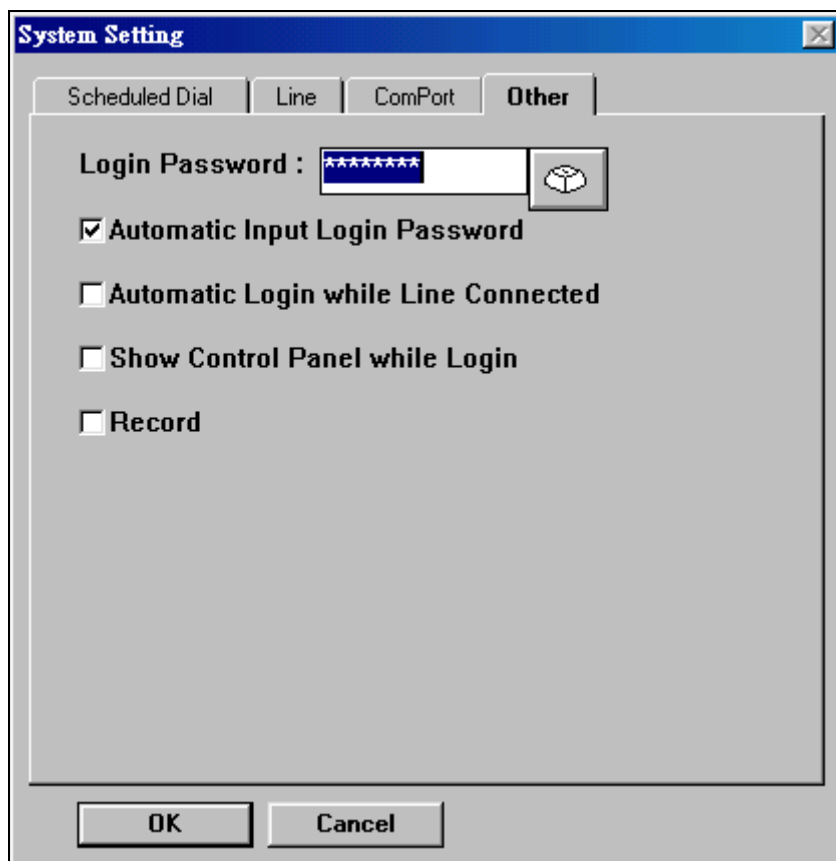 System Setting
Scheduled Dial Line ComPort Other
Login Password : ********
Automatic Input Login Password
Automatic Login while Line Connected
Show Control Panel while Login
Record
OK Cancel